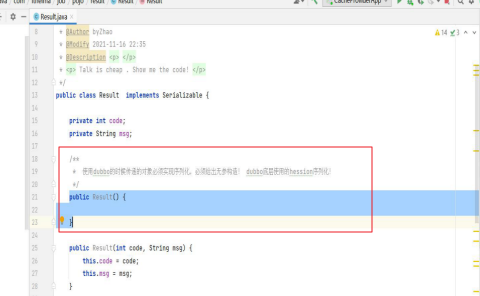 Result.java
Result
Result
CachePowderApp
14
3
8
* @Author byZhao
9
* @Modify 2021-11-16 22:35
10
* @Description <p> </p>
11
* <p> Talk is cheap . Show me the code! </p>
12
*/
13
public class Result implements Serializable {
14
15
private int code;
16
private String msg;
17
18
/**
19
* 使用dubbo的时候传递的对象必须实现序列化,必须给出无参构造! dubbo底层使用的hession序列化!
20
*/
21
public Result() {
22
23
}
24
25
public Result(int code, String msg) {
26
this.code = code;
27
this.msg = msg;
28
}